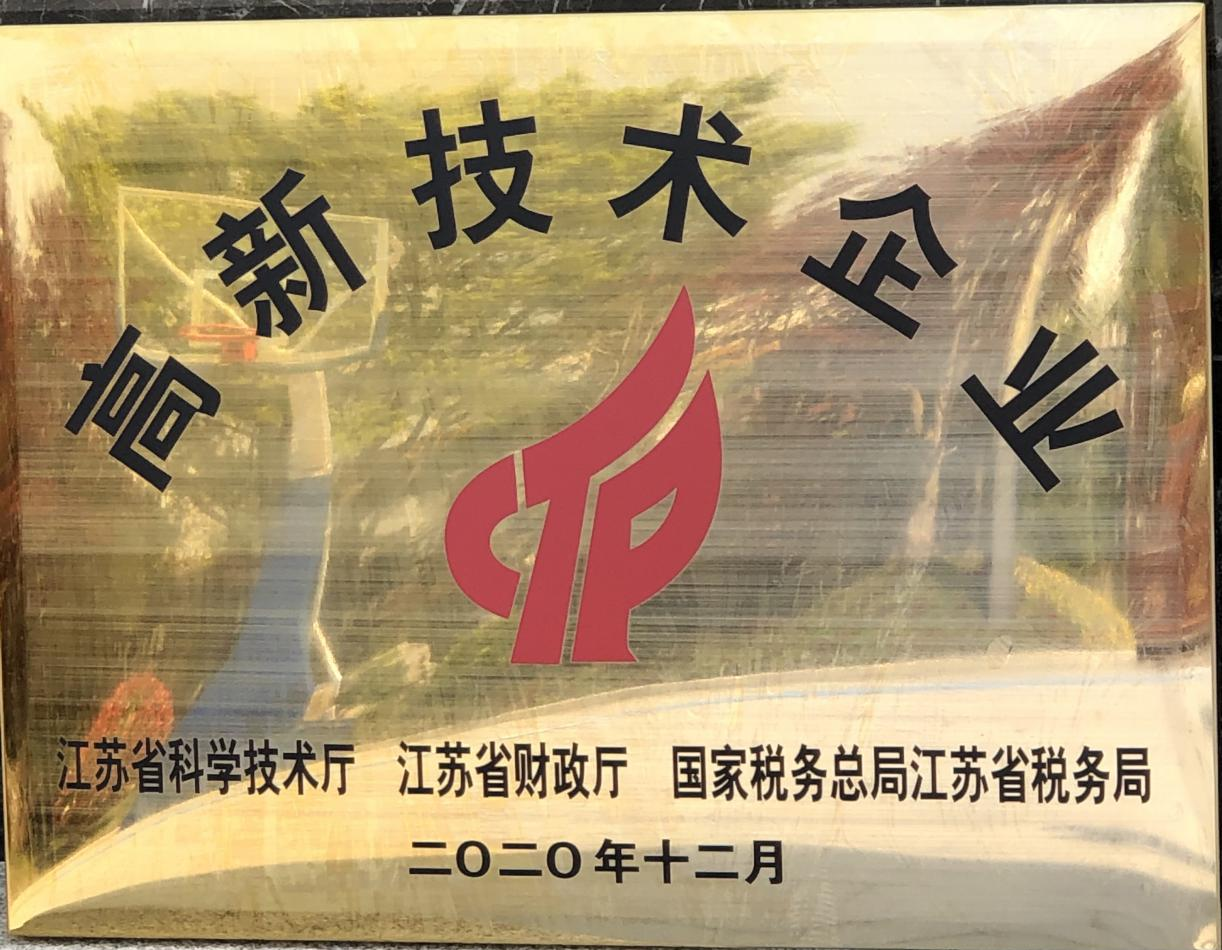 高新技术企业
江苏省科学技术厅 江苏省财政厅 国家税务总局江苏省税务局
二〇二〇年十二月